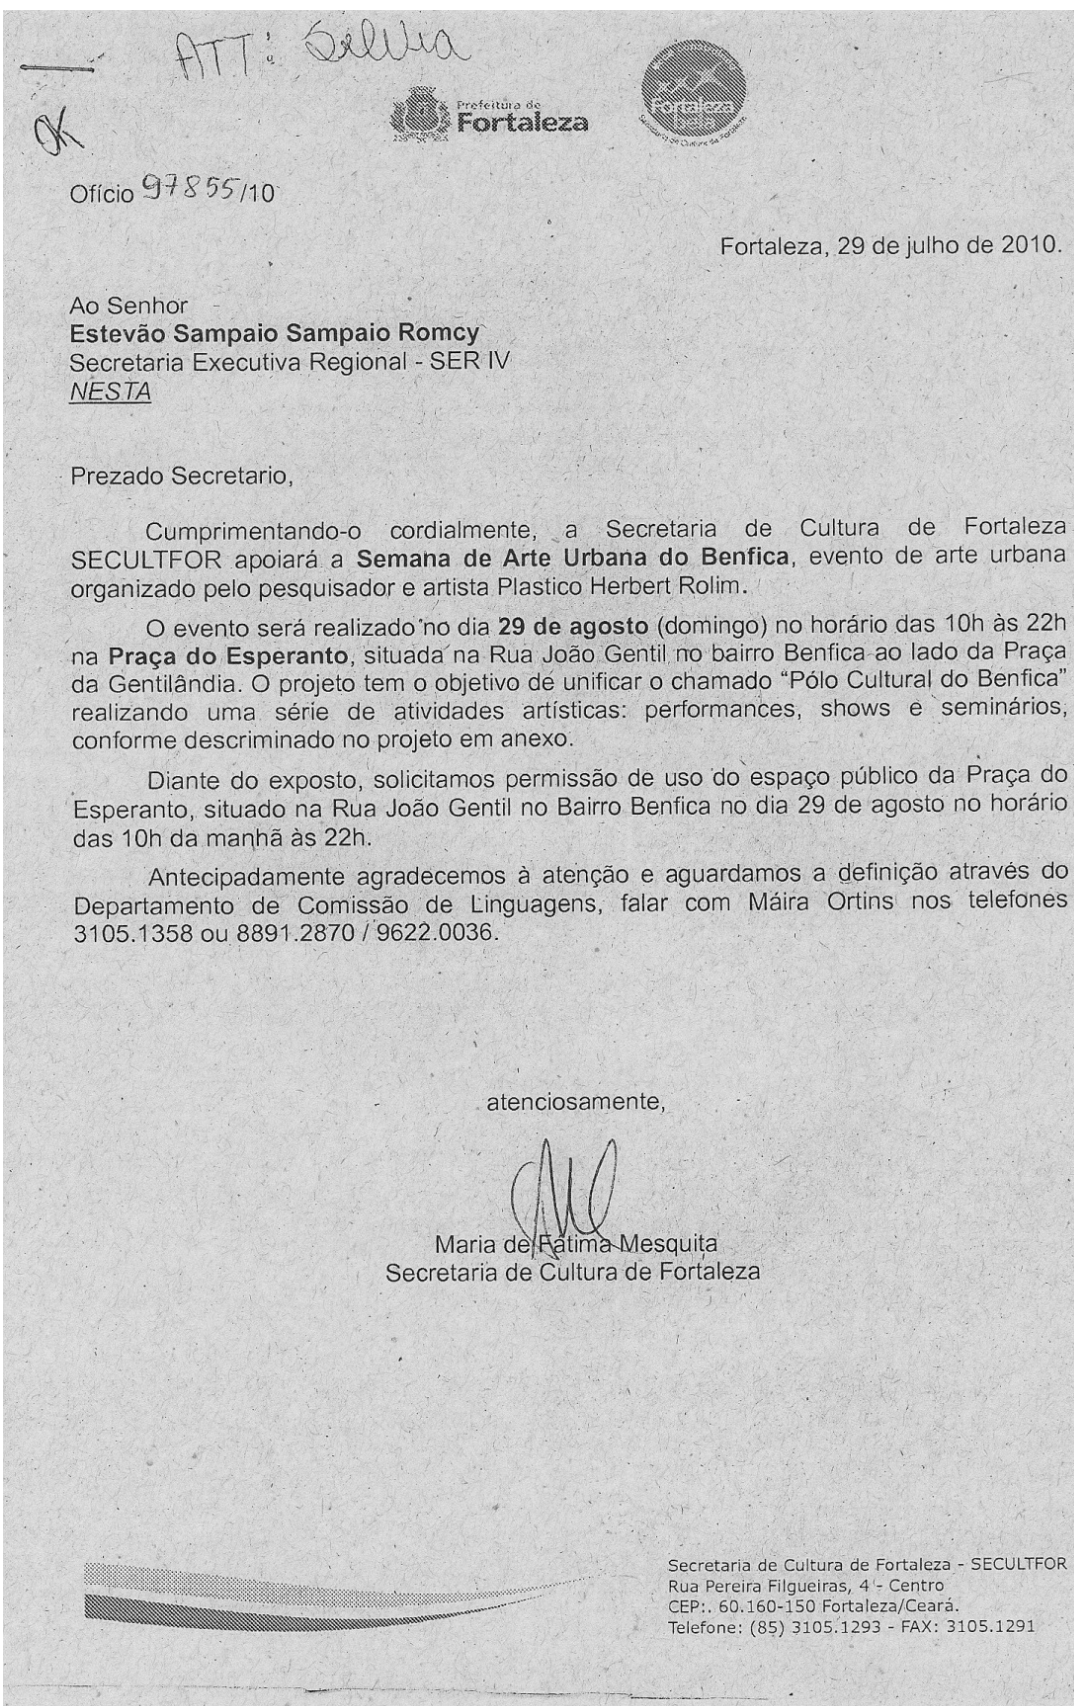 ATT: Silvia
OK
Prefeitura de
Fortaleza
Fortaleza
Secretaria de Cultura de Fortaleza
Ofício 97855/10
Fortaleza, 29 de julho de 2010.
Ao Senhor
Estevão Sampaio Sampaio Romcy
Secretaria Executiva Regional - SER IV
NESTA
Prezado Secretario,
Cumprimentando-o cordialmente, a Secretaria de Cultura de Fortaleza
SECULTFOR apoiará a Semana de Arte Urbana do Benfica, evento de arte urbana
organizado pelo pesquisador e artista Plastico Herbert Rolim.
O evento será realizado no dia 29 de agosto (domingo) no horário das 10h às 22h
na Praça do Esperanto, situada na Rua João Gentil no bairro Benfica ao lado da Praça
da Gentilândia. O projeto tem o objetivo de unificar o chamado “Pólo Cultural do Benfica”
realizando uma série de atividades artísticas: performances, shows e seminários,
conforme descriminado no projeto em anexo.
Diante do exposto, solicitamos permissão de uso do espaço público da Praça do
Esperanto, situado na Rua João Gentil no Bairro Benfica no dia 29 de agosto no horário
das 10h da manhã às 22h.
Antecipadamente agradecemos à atenção e aguardamos a definição através do
Departamento de Comissão de Linguagens, falar com Máira Ortins nos telefones
3105.1358 ou 8891.2870 / 9622.0036.
atenciosamente,
Maria de Fátima Mesquita
Secretaria de Cultura de Fortaleza
Secretaria de Cultura de Fortaleza - SECULTFOR
Rua Pereira Filgueiras, 4 - Centro
CEP:. 60.160-150 Fortaleza/Ceará.
Telefone: (85) 3105.1293 - FAX: 3105.1291